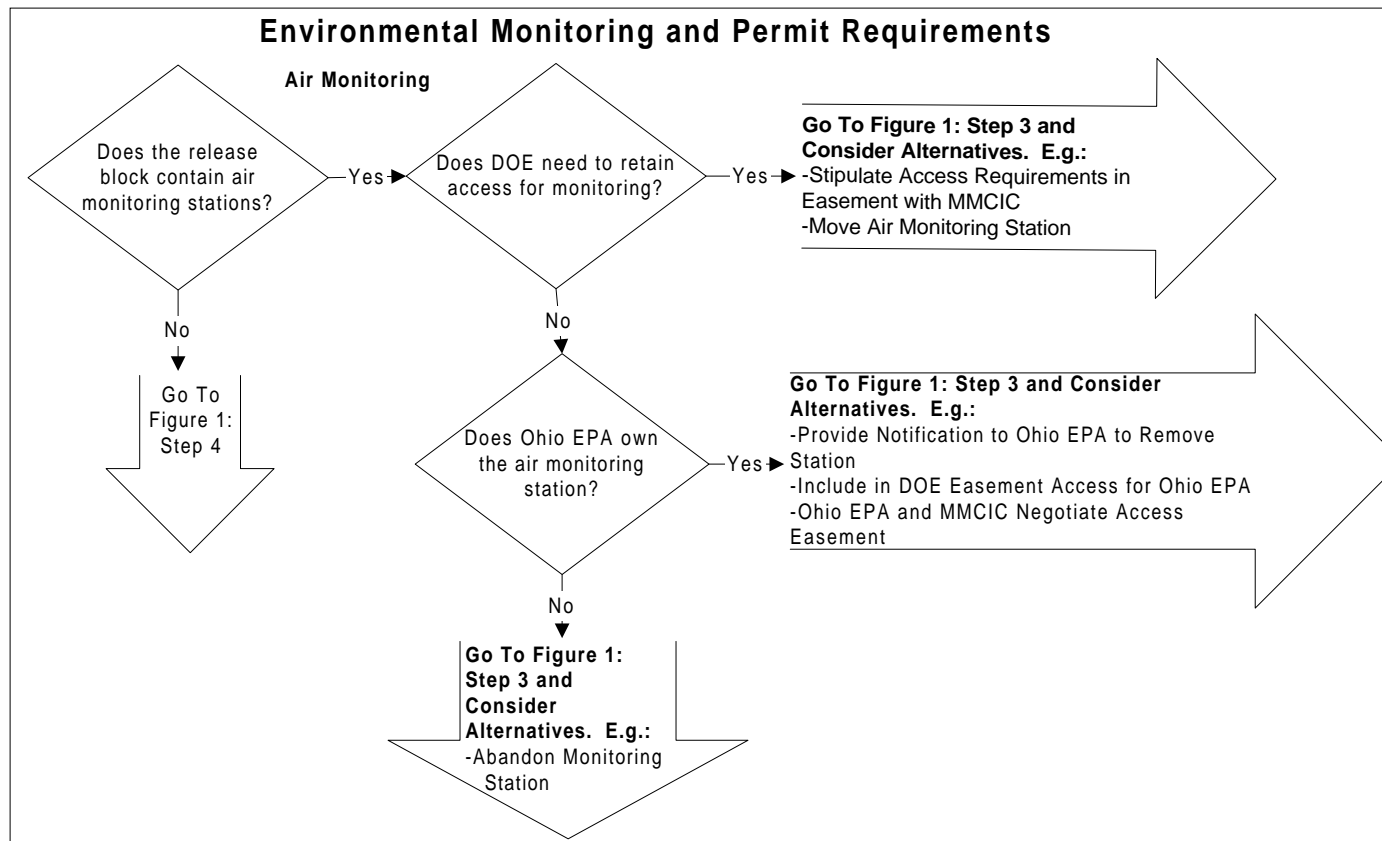 Environmental Monitoring and Permit Requirements
Air Monitoring
Does the release
block contain air
monitoring stations?
Yes
Does DOE need to retain
access for monitoring?
Yes
Go To Figure 1: Step 3 and
Consider Alternatives. E.g.:
-Stipulate Access Requirements in
Easement with MMCIC
-Move Air Monitoring Station
No
Go To
Figure 1:
Step 4
No
Does Ohio EPA own
the air monitoring
station?
Yes
Go To Figure 1: Step 3 and Consider
Alternatives. E.g.:
-Provide Notification to Ohio EPA to Remove
Station
-Include in DOE Easement Access for Ohio EPA
-Ohio EPA and MMCIC Negotiate Access
Easement
No
Go To Figure 1:
Step 3 and
Consider
Alternatives. E.g.:
-Abandon Monitoring
Station